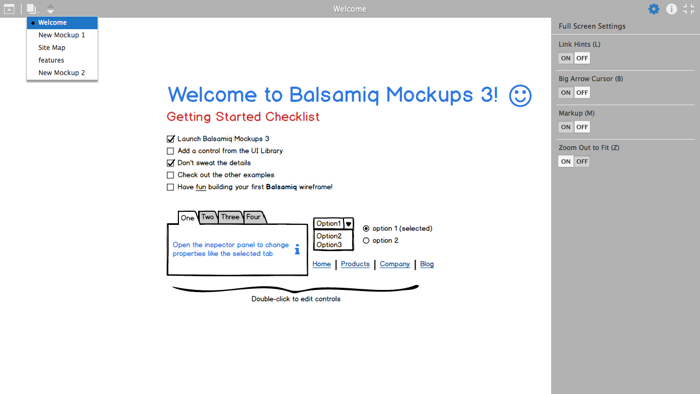 Welcome
Welcome
New Mockup 1
Site Map
features
New Mockup 2
Full Screen Settings
Link Hints (L)
ON OFF
Big Arrow Cursor (B)
ON OFF
Markup (M)
ON OFF
Zoom Out to Fit (Z)
ON OFF
Welcome to Balsamiq Mockups 3!
Getting Started Checklist
Launch Balsamiq Mockups 3
Add a control from the UI Library
Don't sweat the details
Check out the other examples
Have fun building your first Balsamiq wireframe!
One Two Three Four
Open the inspector panel to change
properties like the selected tab
Option1
Option2
Option3
option 1 (selected)
option 2
Home Products Company Blog
Double-click to edit controls